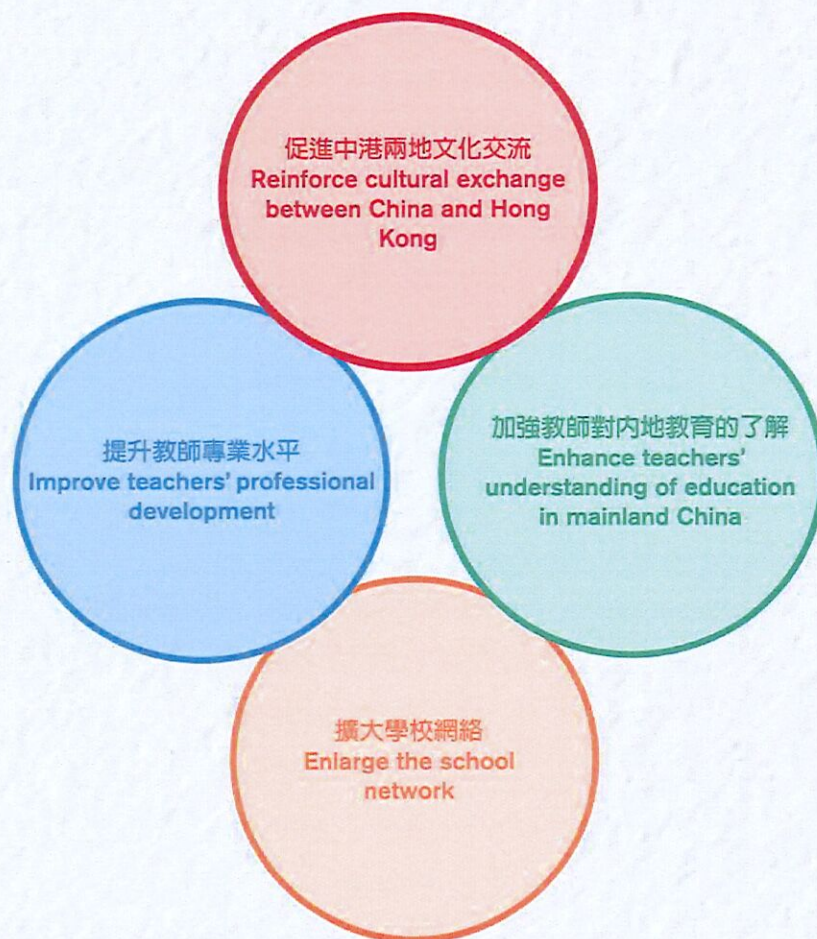 促進中港兩地文化交流
Reinforce cultural exchange
between China and Hong
Kong
提升教師專業水平
Improve teachers' professional
development
加強教師對內地教育的了解
Enhance teachers'
understanding of education
in mainland China
擴大學校網絡
Enlarge the school
network